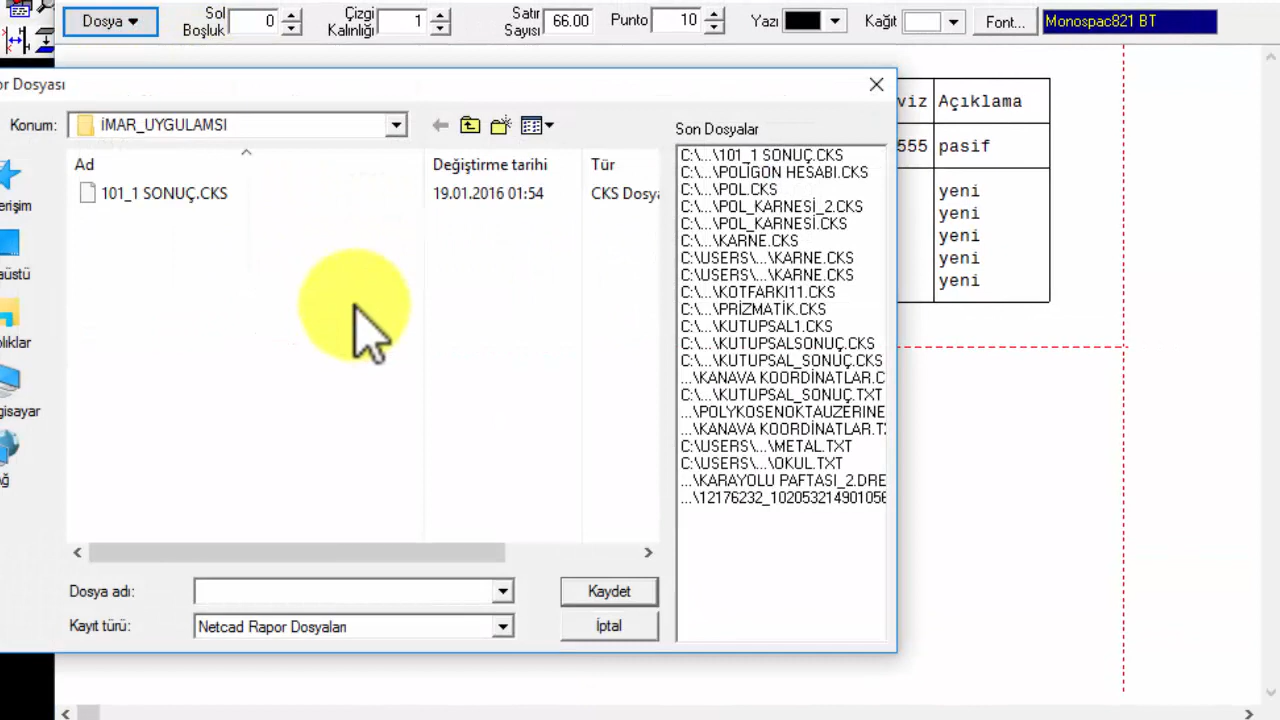 Dosya
Sol Boşluk 0
Çizgi Kalınlığı 1
Satır Sayısı 66.00
Punto 10
Yazı
Kağıt
Font...
Monospac821 BT
or Dosyası
Konum: İMAR_UYGULAMSI
Son Dosyalar
Ad
Değiştirme tarihi
Tür
101_1 SONUÇ.CKS 19.01.2016 01:54 CKS Dosya
erişim
aüstü
olıklar
gisayar
ğ
C:\...\101_1 SONUÇ.CKS
C:\...\POLİGON HESABI.CKS
C:\...\POL.CKS
C:\...\POL_KARNESİ_2.CKS
C:\...\POL_KARNESİ.CKS
C:\...\KARNE.CKS
C:\USERS\...\KARNE.CKS
C:\USERS\...\KARNE.CKS
C:\...\KOTFARKI11.CKS
C:\...\PRİZMATİK.CKS
C:\...\KUTUPSAL1.CKS
C:\...\KUTUPSALSONUÇ.CKS
C:\...\KUTUPSAL_SONUÇ.CKS
...\KANAVA KOORDİNATLAR.C
C:\...\KUTUPSAL_SONUÇ.TXT
...\POLYKOSENOKTAUZERINE
...\KANAVA KOORDİNATLAR.T
C:\USERS\...\METAL.TXT
C:\USERS\...\OKUL.TXT
...\KARAYOLU PAFTASI_2.DRE
...\12176232_102053214901056
Dosya adı:
Kaydet
Kayıt türü: Netcad Rapor Dosyaları
İptal
viz Açıklama
555 pasif
yeni
yeni
yeni
yeni
yeni